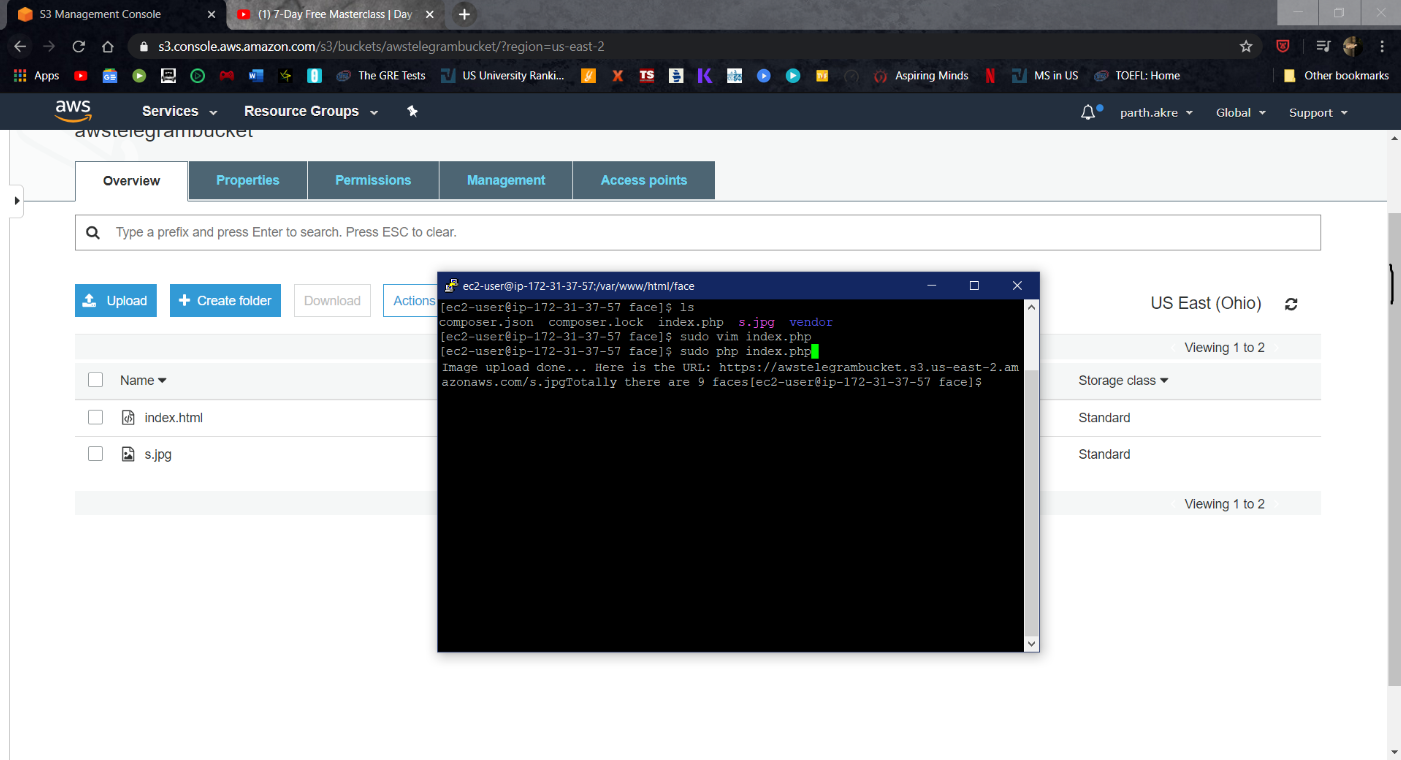 S3 Management Console
(1) 7-Day Free Masterclass | Day
s3.console.aws.amazon.com/s3/buckets/awstelegrambucket/?region=us-east-2
Apps
The GRE Tests
US University Ranki...
TS
Aspiring Minds
MS in US
TOEFL: Home
Other bookmarks
aws
Services
Resource Groups
parth.akre
Global
Support
awstelegrambucket
Overview
Properties
Permissions
Management
Access points
Type a prefix and press Enter to search. Press ESC to clear.
Upload
Create folder
Download
Actions
US East (Ohio)
Viewing 1 to 2
Name
Storage class
index.html
Standard
s.jpg
Standard
Viewing 1 to 2
ec2-user@ip-172-31-37-57:/var/www/html/face
[ec2-user@ip-172-31-37-57 face]$ ls
composer.json composer.lock index.php s.jpg vendor
[ec2-user@ip-172-31-37-57 face]$ sudo vim index.php
[ec2-user@ip-172-31-37-57 face]$ sudo php index.php
Image upload done... Here is the URL: https://awstelegrambucket.s3.us-east-2.am
azonaws.com/s.jpgTotally there are 9 faces[ec2-user@ip-172-31-37-57 face]$